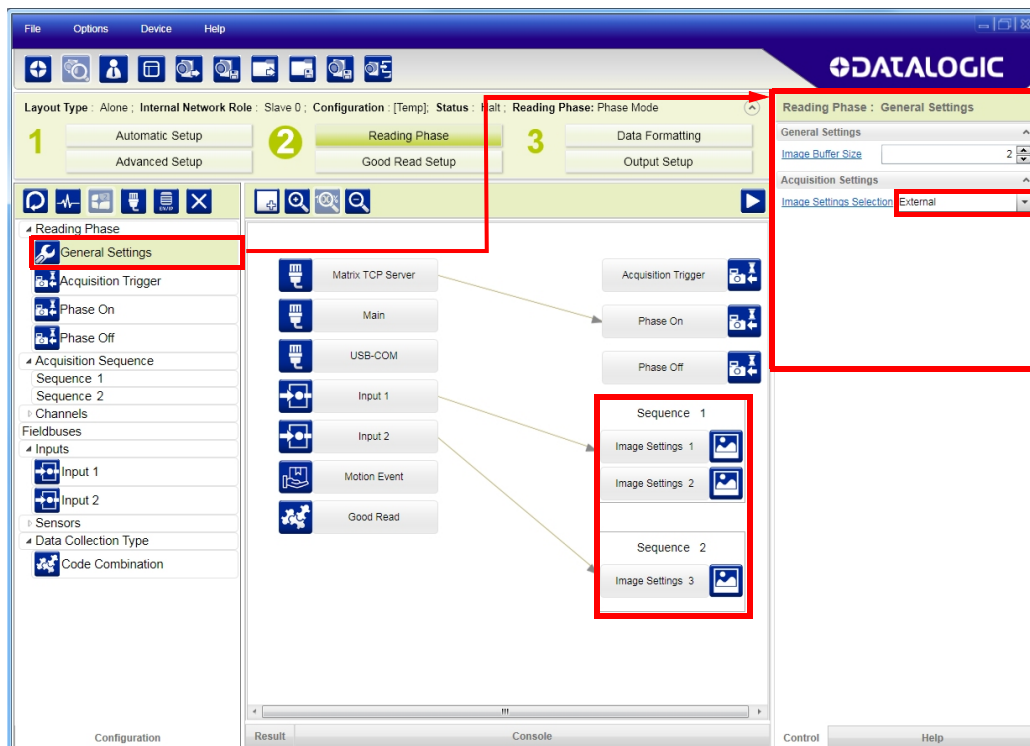 File Options Device Help
DATALOGIC
Layout Type : Alone ; Internal Network Role : Slave 0 ; Configuration : [Temp]; Status : Halt ; Reading Phase: Phase Mode
1
Automatic Setup
Advanced Setup
2
Reading Phase
Good Read Setup
3
Data Formatting
Output Setup
Reading Phase
General Settings
Acquisition Trigger
Phase On
Phase Off
Acquisition Sequence
Sequence 1
Sequence 2
Channels
Fieldbuses
Inputs
Input 1
Input 2
Sensors
Data Collection Type
Code Combination
Configuration
Matrix TCP Server
Main
USB-COM
Input 1
Input 2
Motion Event
Good Read
Acquisition Trigger
Phase On
Phase Off
Sequence 1
Image Settings 1
Image Settings 2
Sequence 2
Image Settings 3
Result Console
Reading Phase : General Settings
General Settings
Image Buffer Size 2
Acquisition Settings
Image Settings Selection External
Control Help